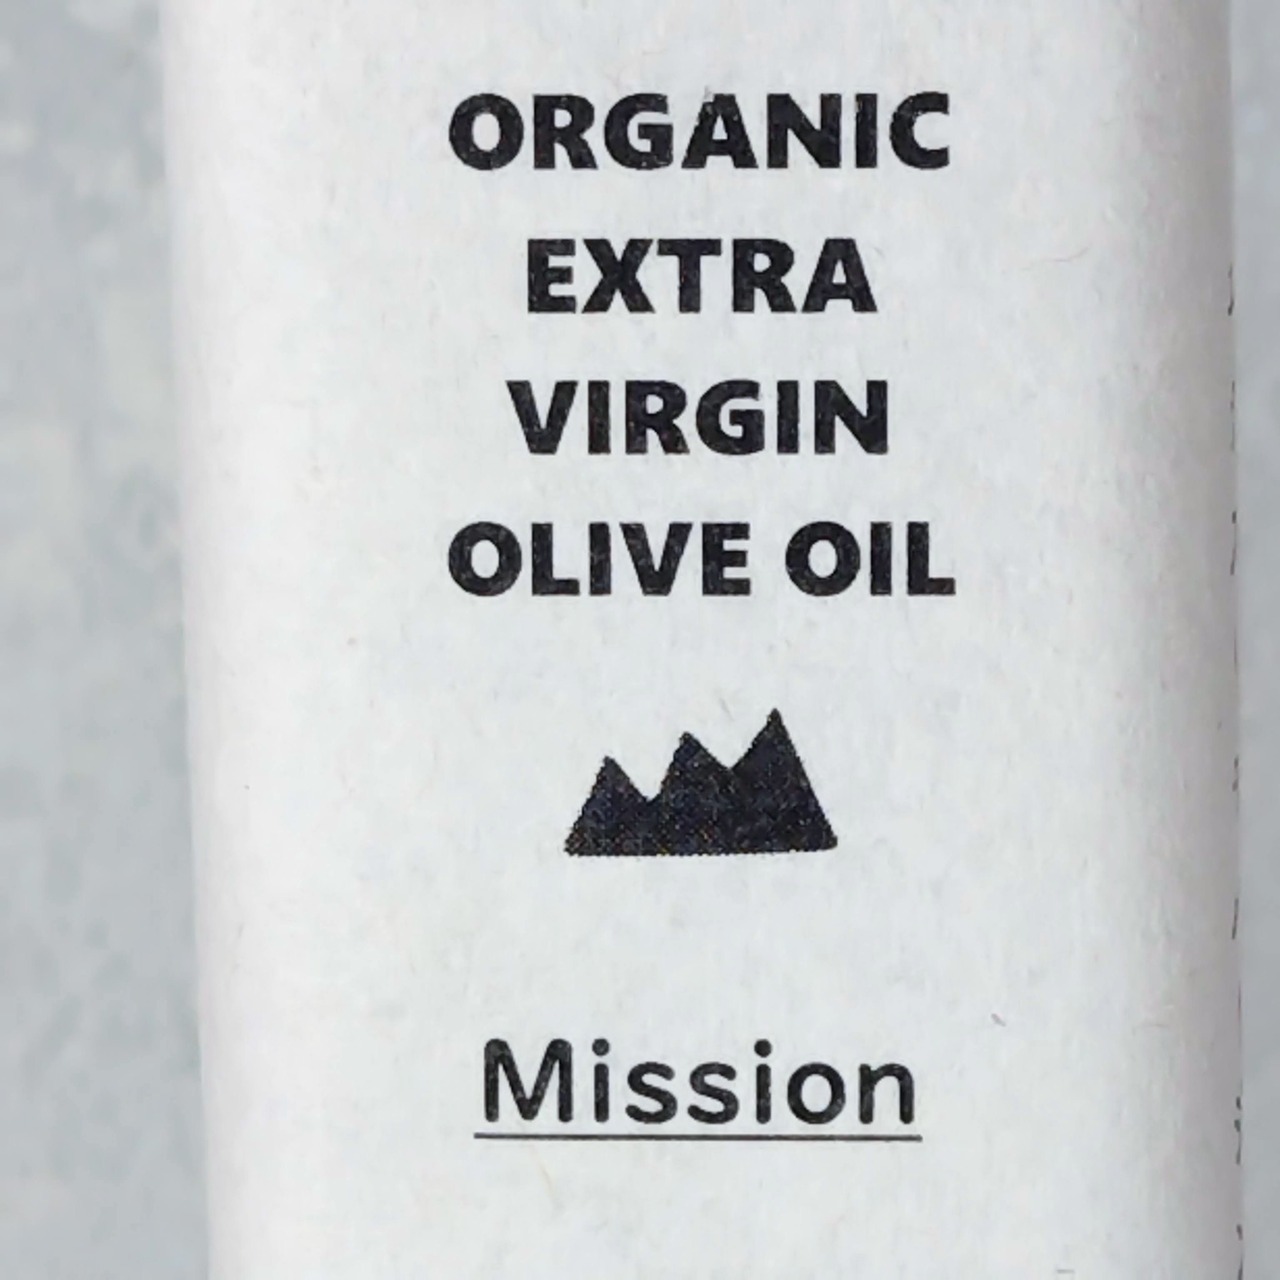 ORGANIC
EXTRA
VIRGIN
OLIVE OIL
Mission